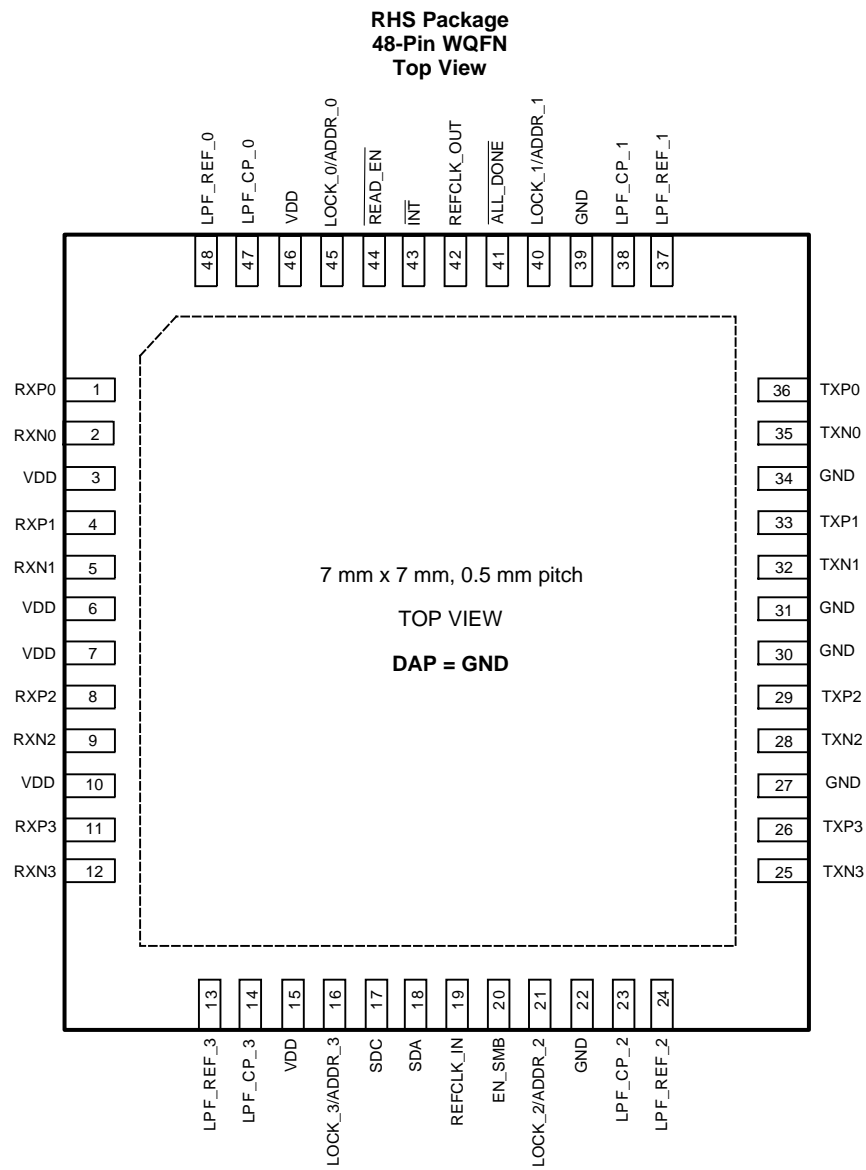 RHS Package
48-Pin WQFN
Top View
LPF_REF_0
LPF_CP_0
VDD
LOCK_0/ADDR_0
READ_EN
INT
REFCLK_OUT
ALL_DONE
LOCK_1/ADDR_1
GND
LPF_CP_1
LPF_REF_1
48
47
46
45
44
43
42
41
40
39
38
37
RXP0 1
RXN0 2
VDD 3
RXP1 4
RXN1 5
VDD 6
VDD 7
RXP2 8
RXN2 9
VDD 10
RXP3 11
RXN3 12
7 mm x 7 mm, 0.5 mm pitch
TOP VIEW
DAP = GND
36 TXP0
35 TXN0
34 GND
33 TXP1
32 TXN1
31 GND
30 GND
29 TXP2
28 TXN2
27 GND
26 TXP3
25 TXN3
13
14
15
16
17
18
19
20
21
22
23
24
LPF_REF_3
LPF_CP_3
VDD
LOCK_3/ADDR_3
SDC
SDA
REFCLK_IN
EN_SMB
LOCK_2/ADDR_2
GND
LPF_CP_2
LPF_REF_2